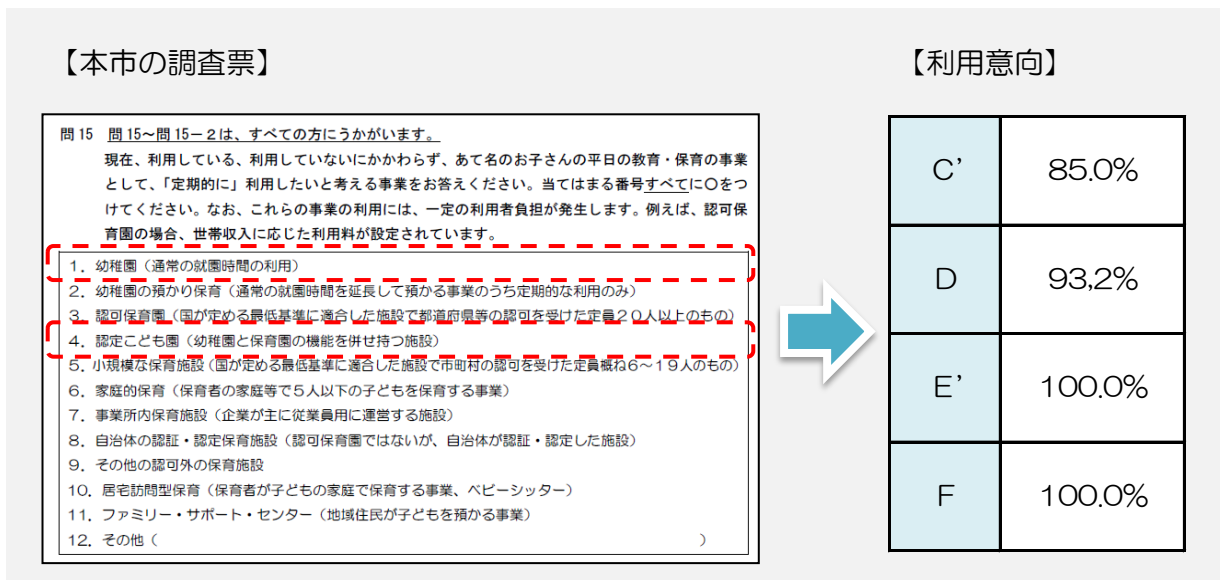 【本市の調査票】
問15 問15~問15-2は、すべての方にうかがいます。
現在、利用している、利用していないにかかわらず、あて名のお子さんの平日の教育・保育の事業
として、「定期的に」利用したいと考える事業をお答えください。当てはまる番号すべてに○をつ
けてください。なお、これらの事業の利用には、一定の利用者負担が発生します。例えば、認可保
育園の場合、世帯収入に応じた利用料が設定されています。
1.幼稚園(通常の就園時間の利用)
2.幼稚園の預かり保育(通常の就園時間を延長して預かる事業のうち定期的な利用のみ)
3.認可保育園(国が定める最低基準に適合した施設で都道府県等の認可を受けた定員20人以上のもの)
4.認定こども園(幼稚園と保育園の機能を併せ持つ施設)
5.小規模な保育施設(国が定める最低基準に適合した施設で市町村の認可を受けた定員概ね6~19人のもの)
6.家庭的保育(保育者の家庭等で5人以下の子どもを保育する事業)
7.事業所内保育施設(企業が主に従業員用に運営する施設)
8.自治体の認証・認定保育施設(認可保育園ではないが、自治体が認証・認定した施設)
9.その他の認可外の保育施設
10.居宅訪問型保育(保育者が子どもの家庭で保育する事業、ベビーシッター)
11.ファミリー・サポート・センター(地域住民が子どもを預かる事業)
12.その他( )
【利用意向】
C' 85.0%
D 93,2%
E' 100.0%
F 100.0%